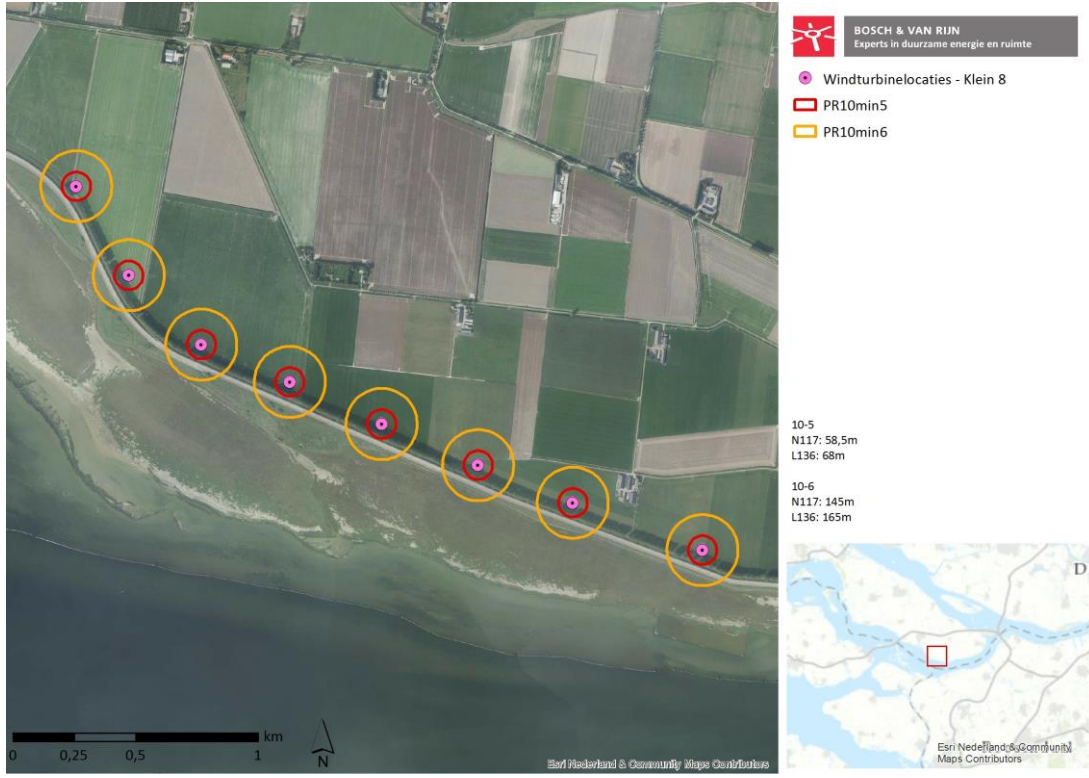 BOSCH & VAN RIJN
Experts in duurzame energie en ruimte
Windturbinelocaties - Klein 8
PR10min5
PR10min6
10-5
N117: 58,5m
L136: 68m
10-6
N117: 145m
L136: 165m
km
0 0,25 0,5 1
N
Esri Nederland & Community Maps Contributors
D
Esri Nederland & Community
Maps Contributors